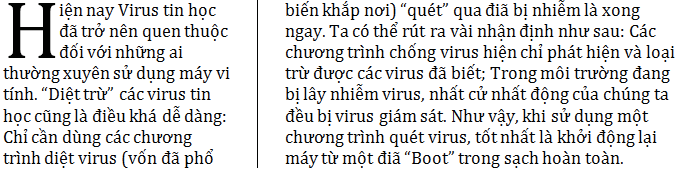 Hiện nay Virus tin học
đã trở nên quen thuộc
đối với những ai
thường xuyên sử dụng máy vi
tính. “Diệt trừ” các virus tin
học cũng là điều khá dễ dàng:
Chỉ cần dùng các chương
trình diệt virus (vốn đã phổ
biến khắp nơi) “quét” qua điã bị nhiễm là xong
ngay. Ta có thể rút ra vài nhận định như sau: Các
chương trình chống virus hiện chỉ phát hiện và loại
trừ được các virus đã biết; Trong môi trường đang
bị lây nhiễm virus, nhất cử nhất động của chúng ta
đều bị virus giám sát. Như vậy, khi sử dụng một
chương trình quét virus, tốt nhất là khởi động lại
máy từ một điã “Boot” trong sạch hoàn toàn.